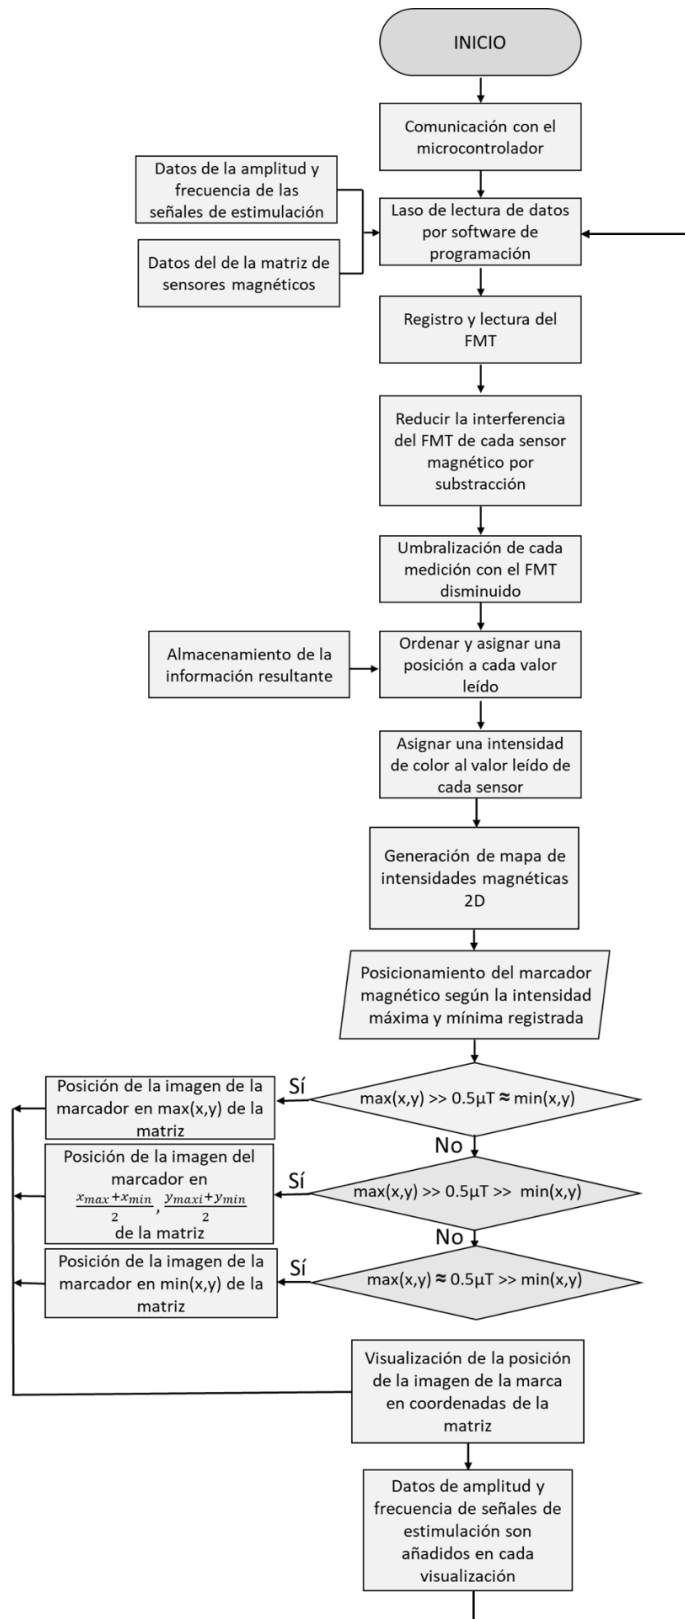 INICIO
Comunicación con el
microcontrolador
Datos de la amplitud y
frecuencia de las
señales de estimulación
Datos del de la matriz de
sensores magnéticos
Laso de lectura de datos
por software de
programación
Registro y lectura del
FMT
Reducir la interferencia
del FMT de cada sensor
magnético por
substracción
Umbralización de cada
medición con el FMT
disminuido
Almacenamiento de la
información resultante
Ordenar y asignar una
posición a cada valor
leído
Asignar una intensidad
de color al valor leído de
cada sensor
Generación de mapa de
intensidades magnéticas
2D
Posicionamiento del marcador
magnético según la intensidad
máxima y mínima registrada
max(x,y) >> 0.5µT ≈ min(x,y)
Sí
Posición de la imagen de la
marcador en max(x,y) de la
matriz
No
max(x,y) >> 0.5µT >> min(x,y)
Sí
Posición de la imagen del
marcador en
(x_max+x_min)/2, (y_maxi+y_min)/2
de la matriz
No
max(x,y) ≈ 0.5µT >> min(x,y)
Sí
Posición de la imagen de la
marcador en min(x,y) de la
matriz
Visualización de la posición
de la imagen de la marca
en coordenadas de la
matriz
Datos de amplitud y
frecuencia de señales de
estimulación son
añadidos en cada
visualización